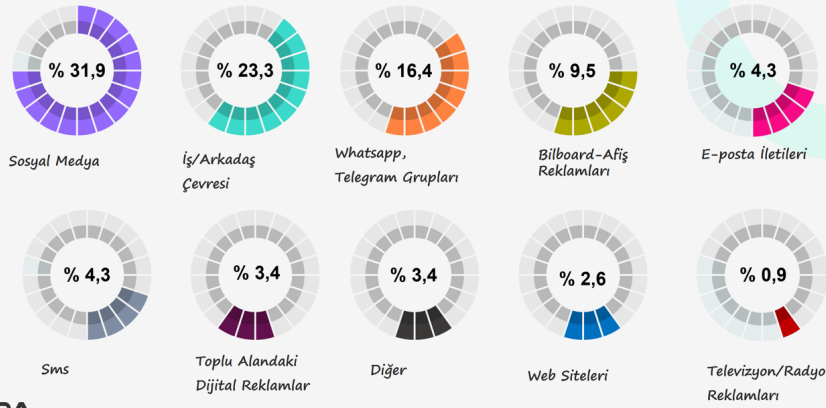 % 31,9
Sosyal Medya
% 23,3
İş/Arkadaş
Çevresi
% 16,4
Whatsapp,
Telegram Grupları
% 9,5
Bilboard-Afiş
Reklamları
% 4,3
E-posta İletileri
% 4,3
Sms
% 3,4
Toplu Alandaki
Dijital Reklamlar
% 3,4
Diğer
% 2,6
Web Siteleri
% 0,9
Televizyon/Radyo
Reklamları